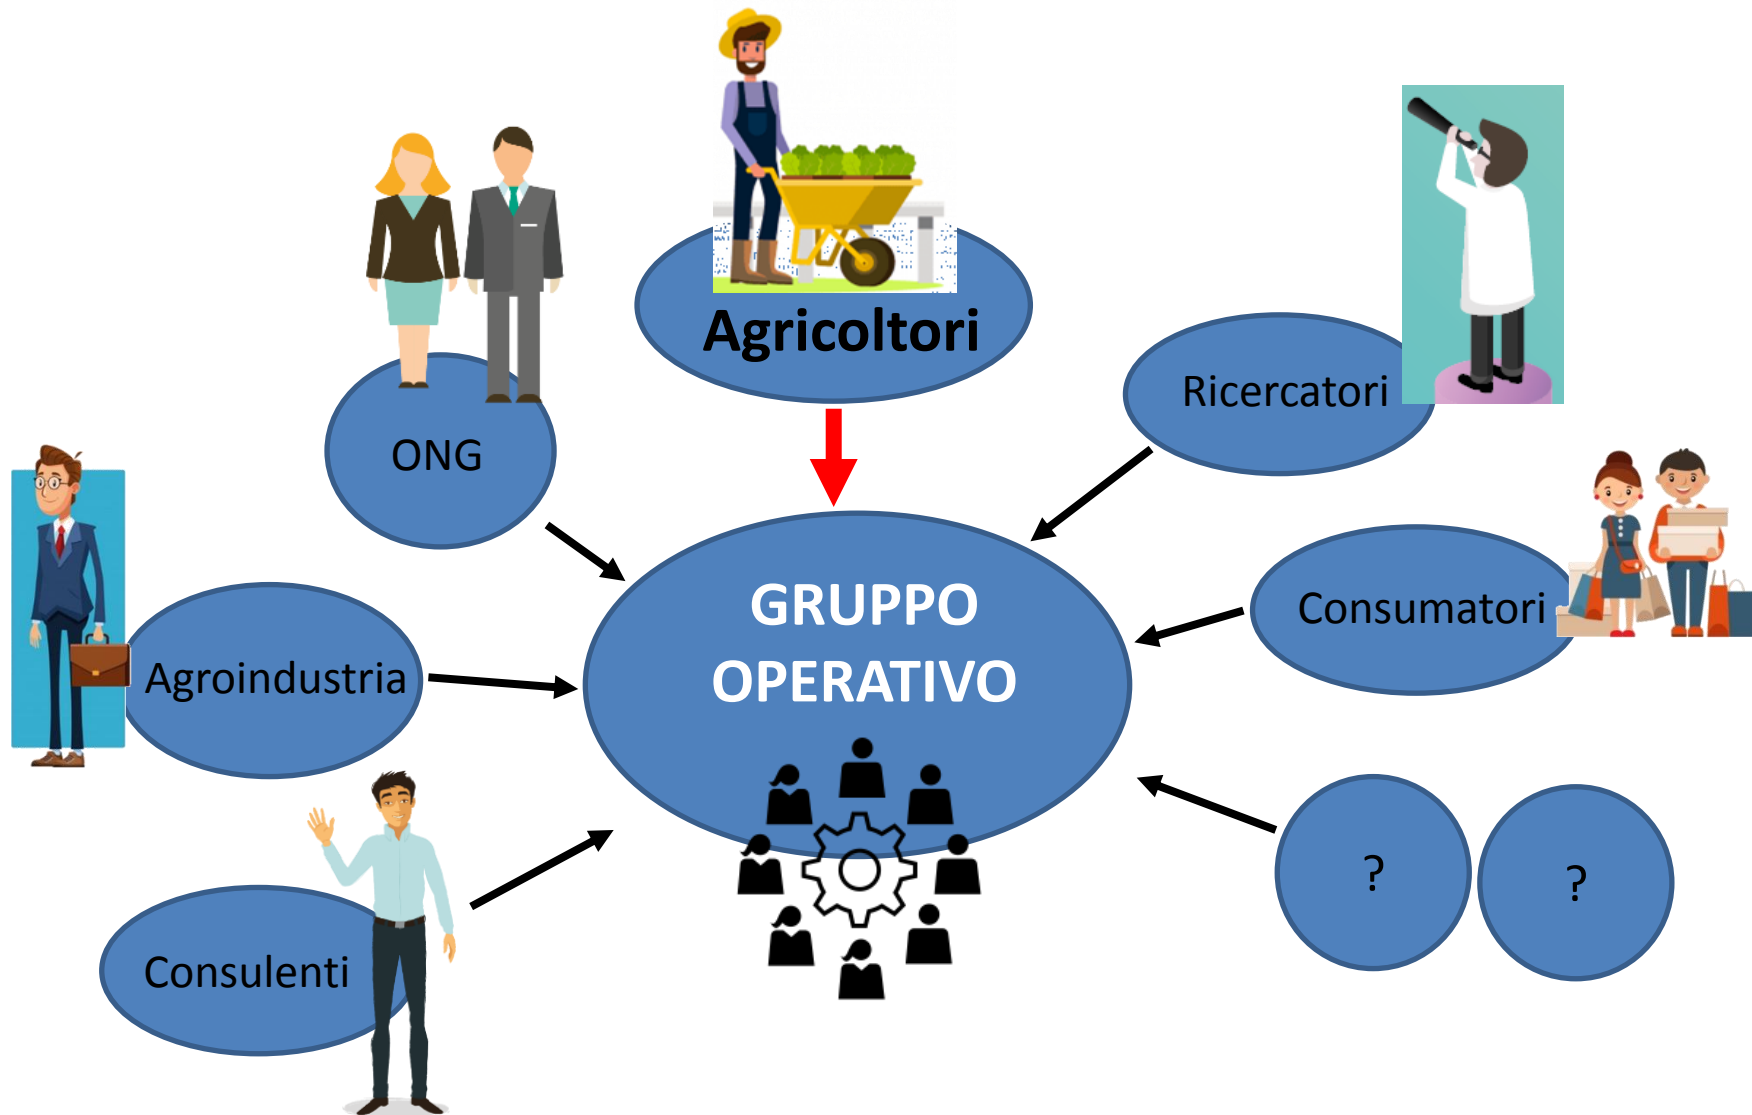 Agricoltori
Ricercatori
ONG
Consumatori
GRUPPO
OPERATIVO
Agroindustria
?
?
Consulenti